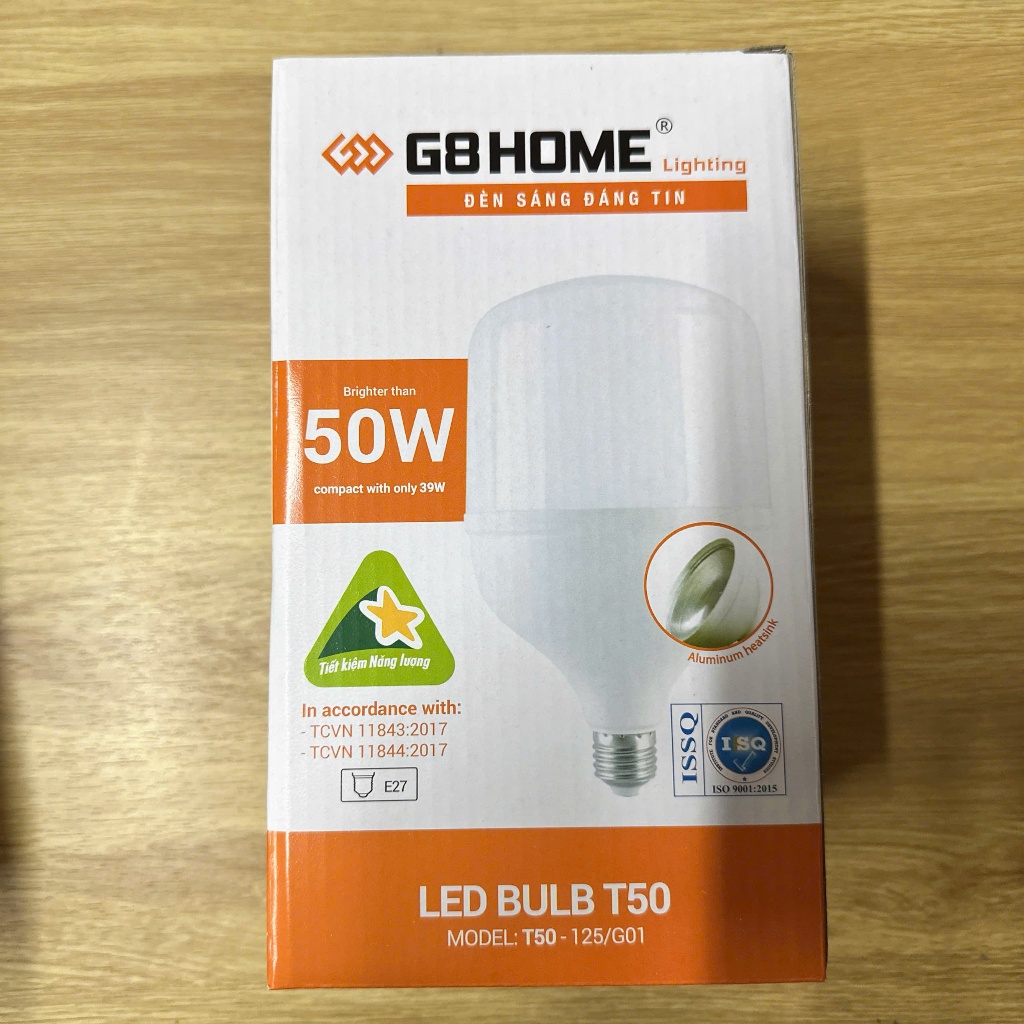 G8 HOME ®
Lighting
ĐÈN SÁNG ĐÁNG TIN
Brighter than
50W
compact with only 39W
Tiết kiệm Năng lượng
Aluminum heatsink
In accordance with:
- TCVN 11843:2017
- TCVN 11844:2017
E27
ISSQ
ISSQ
ISO 9001:2015
LED BULB T50
MODEL: T50 - 125/G01